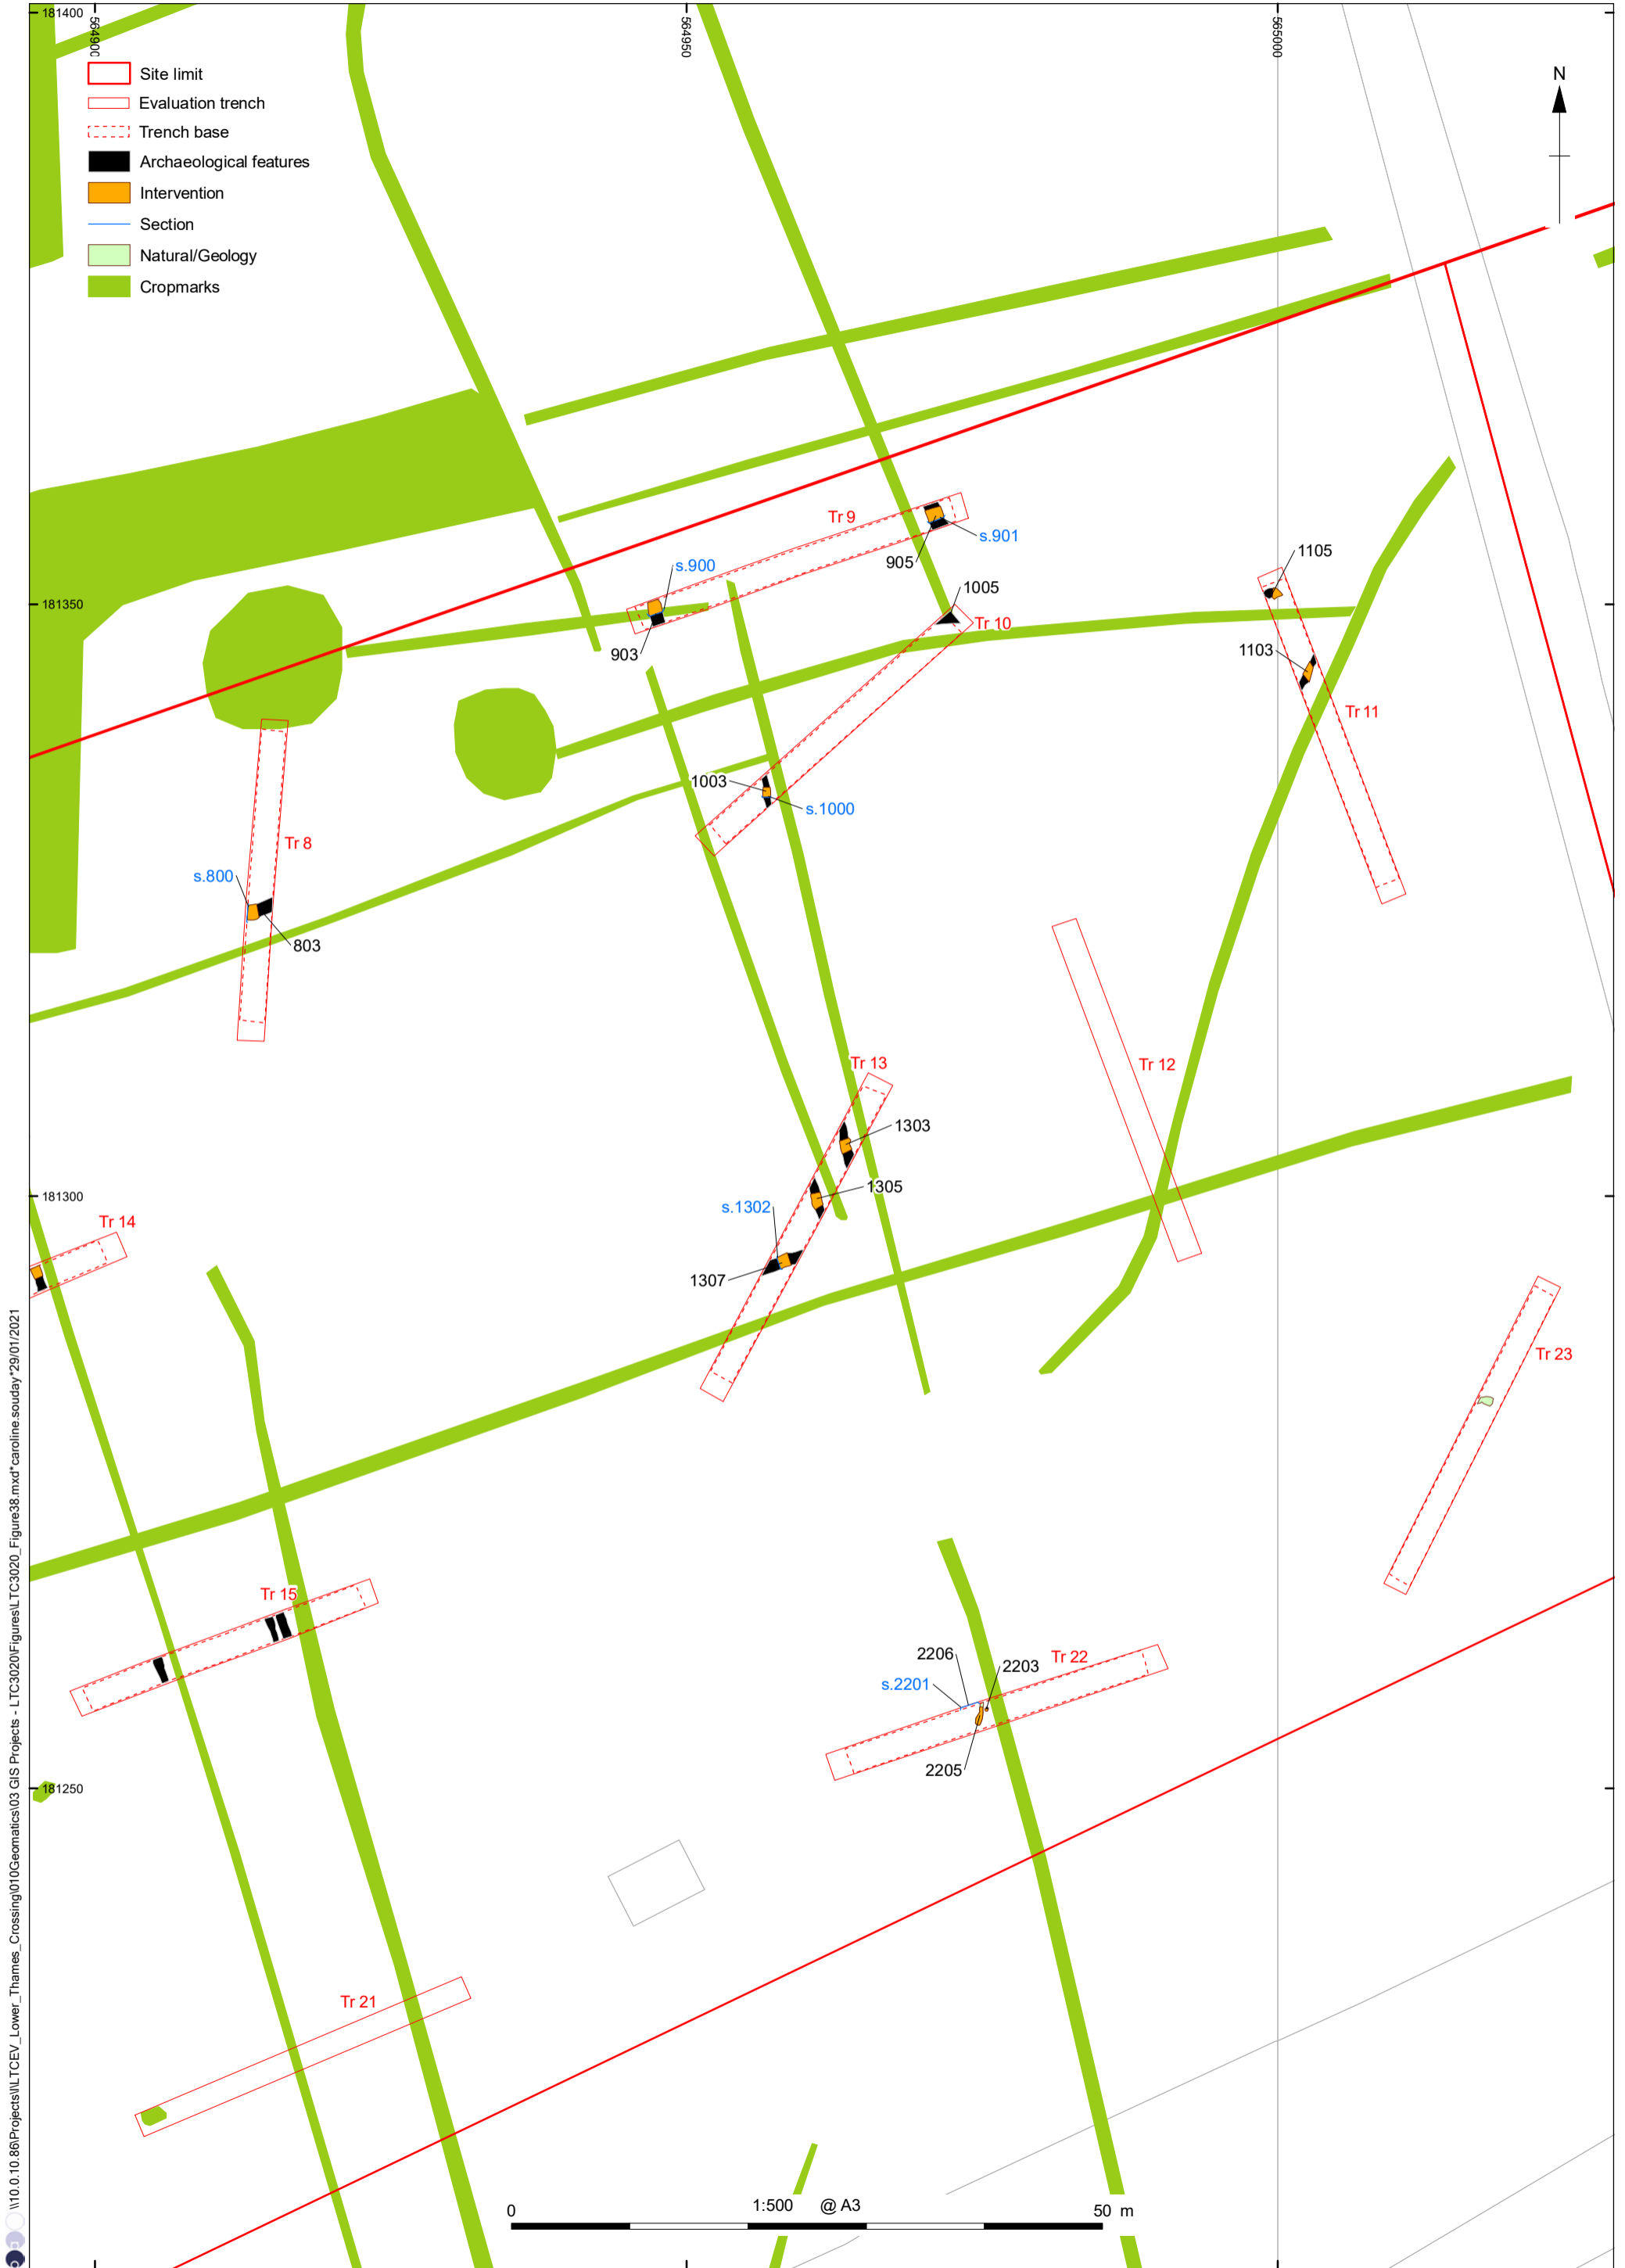 181400
564900
564950
565000
N
Site limit
Evaluation trench
Trench base
Archaeological features
Intervention
Section
Natural/Geology
Cropmarks
Tr 9
s.901
905
s.900
903
1005
Tr 10
1105
1103
Tr 11
181350
1003
s.1000
Tr 8
s.800
803
Tr 12
Tr 13
1303
1305
s.1302
1307
181300
Tr 14
Tr 23
Tr 15
2206
2203
Tr 22
s.2201
2205
181250
Tr 21
0 1:500 @ A3 50 m
\\10.0.10.86\Projects\l\LTCEV_Lower_Thames_Crossing\010Geomatics\03 GIS Projects - LTC3020\Figures\LTC3020_Figure38.mxd*caroline.souday*29/01/2021